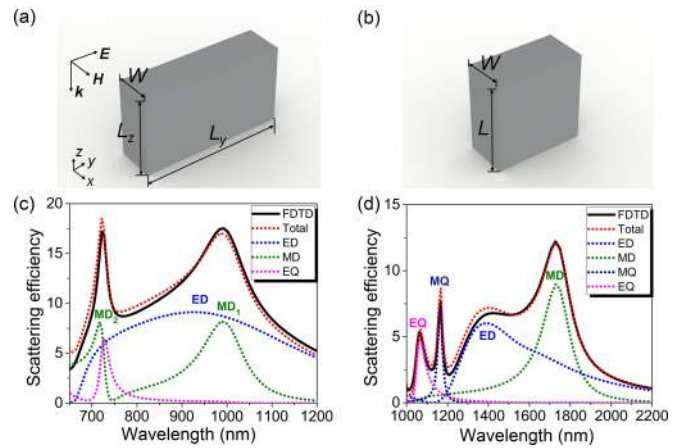 (a)
(b)
E
H
k
W
L_z
L_y
z
y
x
W
L
(c)
(d)
Scattering efficiency
20
15
10
5
0
FDTD
Total
ED
MD
EQ
MD_2
ED
MD_1
700 800 900 1000 1100 1200
Wavelength (nm)
Scattering efficiency
15
10
5
0
FDTD
Total
ED
MD
MQ
EQ
EQ
MQ
ED
MD
1000 1200 1400 1600 1800 2000 2200
Wavelength (nm)